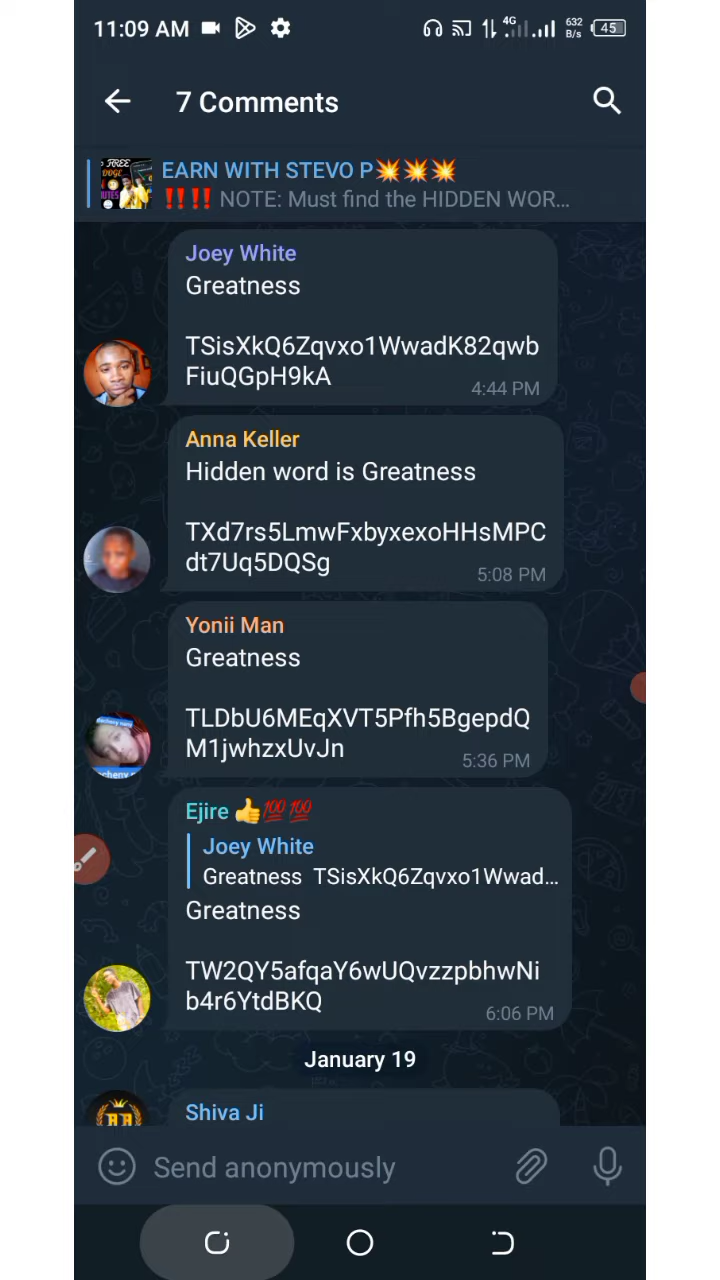 11:09 AM
4G
632
B/s
45
7 Comments
EARN WITH STEVO P💥💥💥
‼️‼️ NOTE: Must find the HIDDEN WOR...
FREE
Joey White
Greatness
TSisXkQ6Zqvxo1WwadK82qwb
FiuQGpH9kA
4:44 PM
Anna Keller
Hidden word is Greatness
TXd7rs5LmwFxbyxexoHHsMPC
dt7Uq5DQSg
5:08 PM
Yonii Man
Greatness
TLDbU6MEqXVT5Pfh5BgepdQ
M1jwhzxUvJn
5:36 PM
Ejire 👍💯💯
Joey White
Greatness TSisXkQ6Zqvxo1Wwad...
Greatness
TW2QY5afqaY6wUQvzzpbhwNi
b4r6YtdBKQ
6:06 PM
January 19
Shiva Ji
Send anonymously